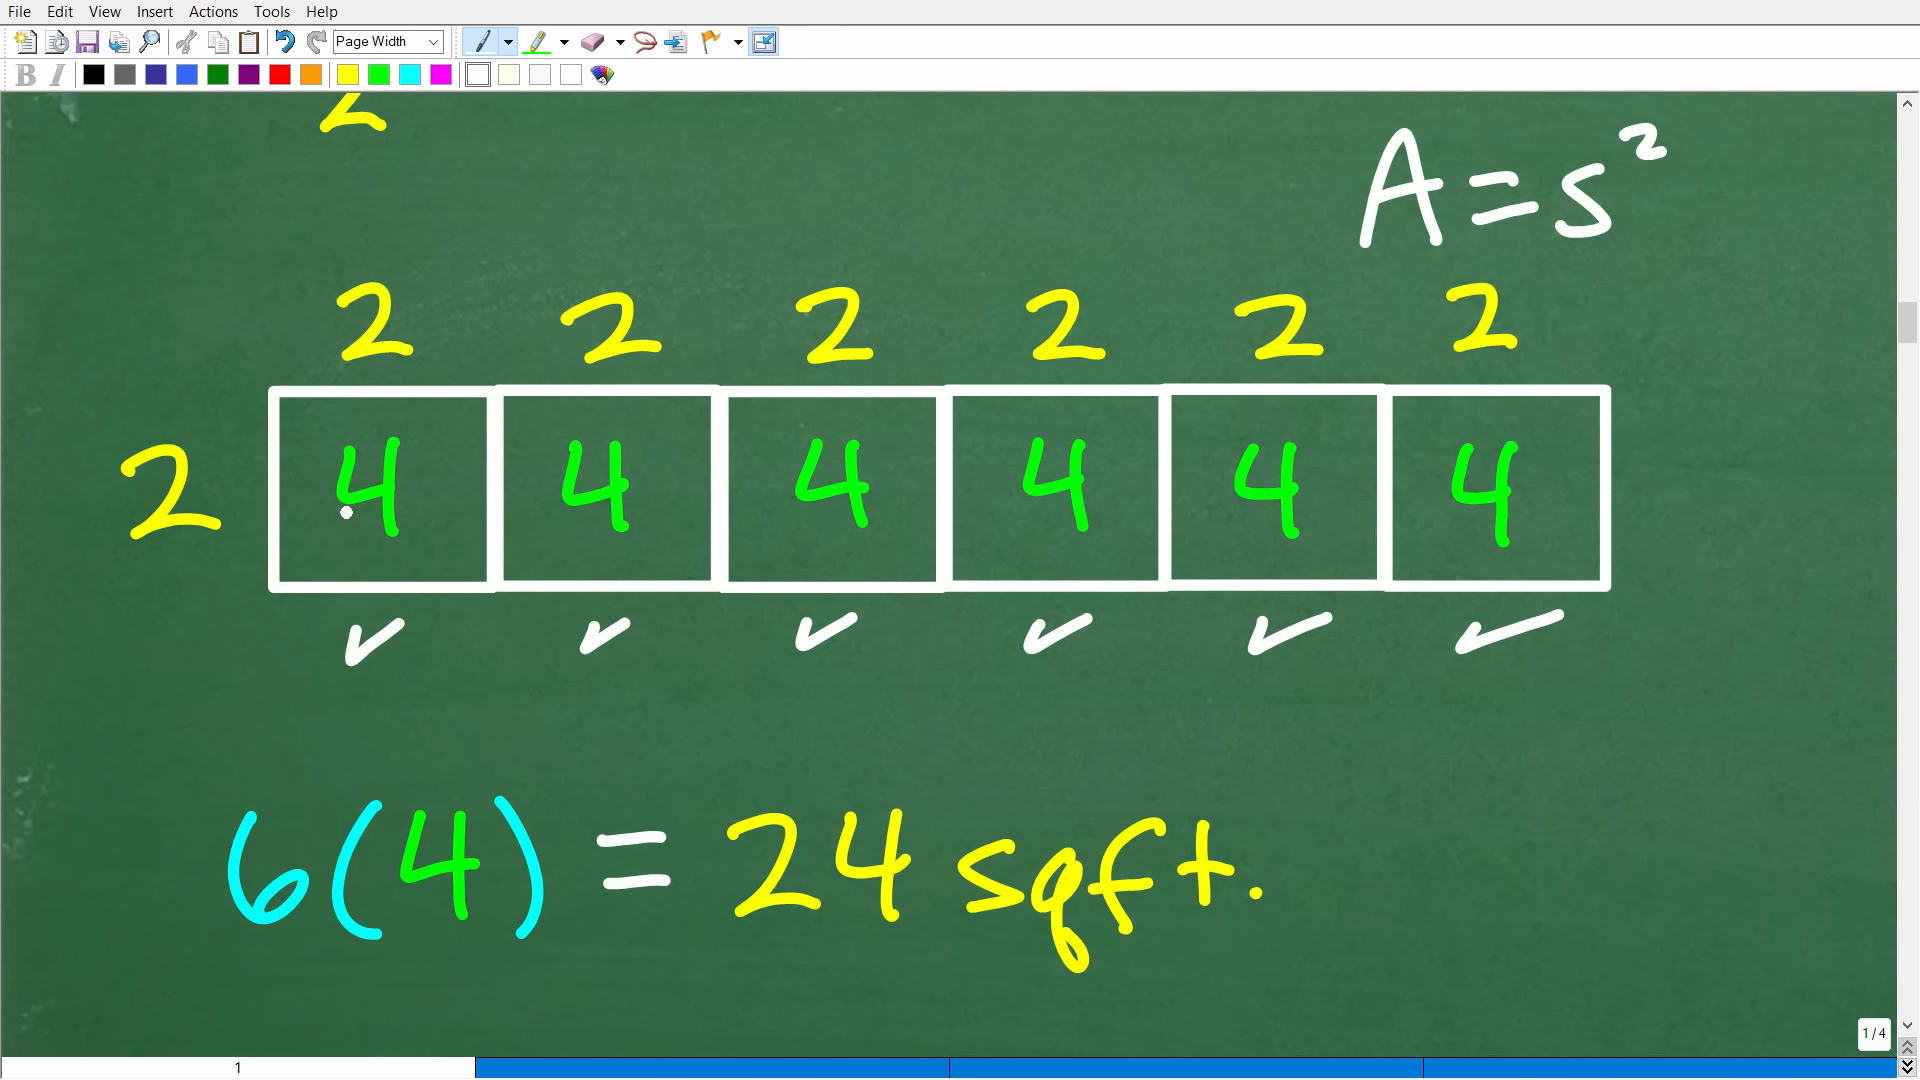 File Edit View Insert Actions Tools Help
Page Width
B I
2
A=s²
2 2 2 2 2 2
2 4 4 4 4 4 4
6(4) = 24 sqft.
1 / 4
1